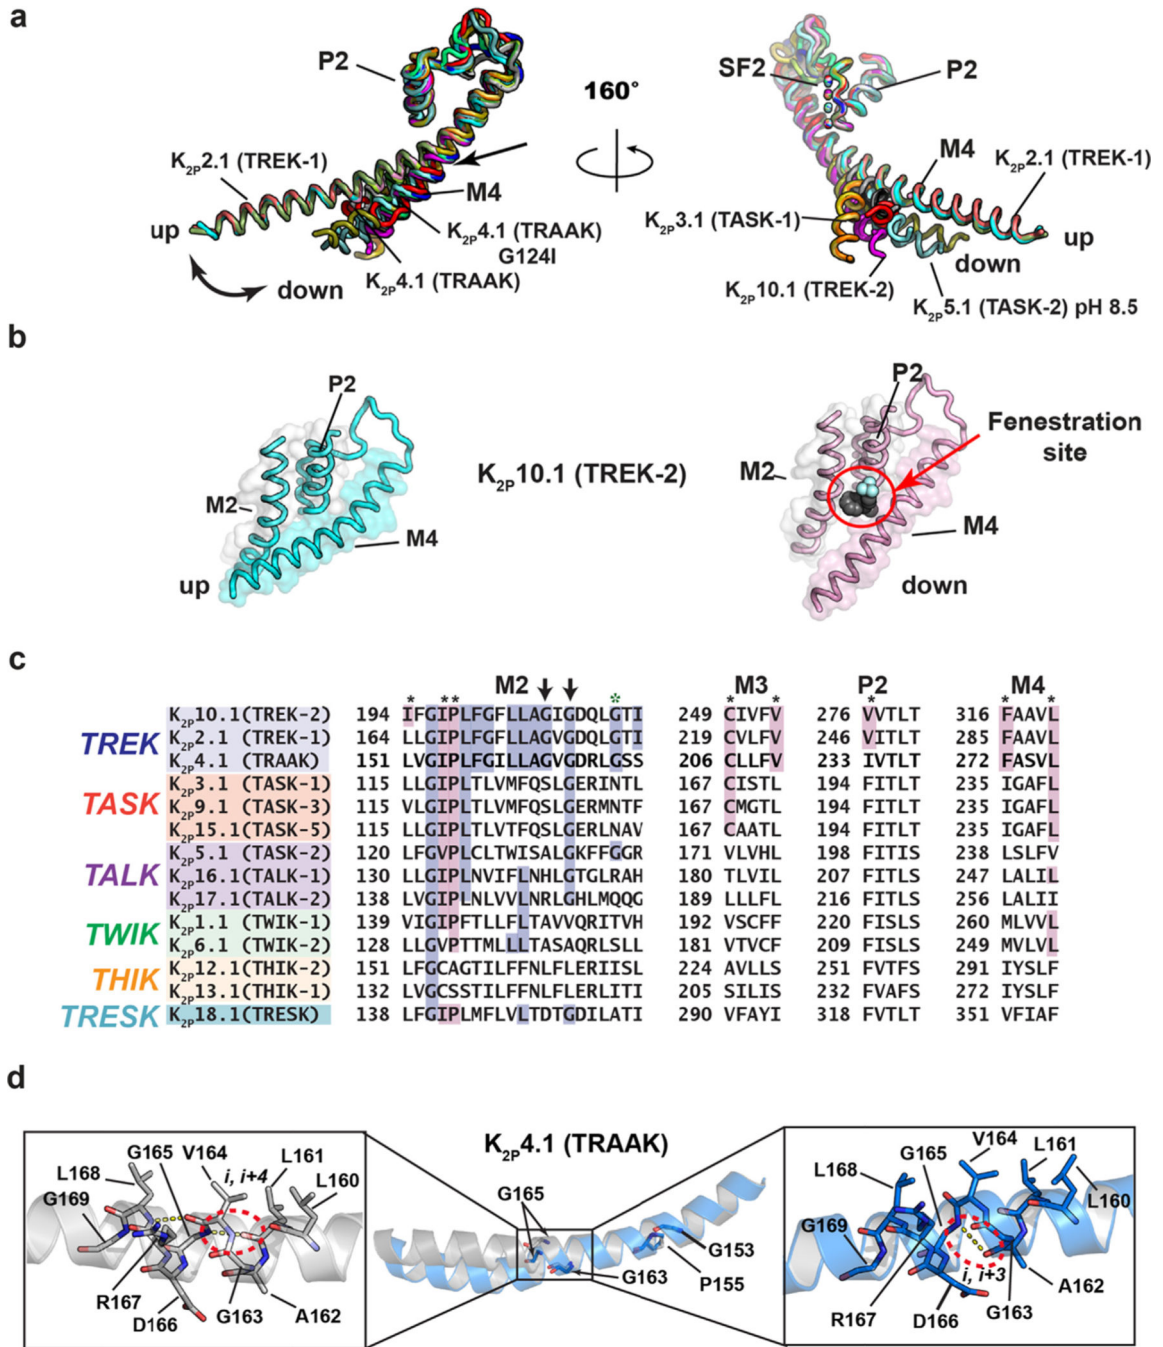 a
P2
160°
SF2
P2
K2P2.1 (TREK-1)
M4
K2P2.1 (TREK-1)
M4
K2P3.1 (TASK-1)
up
K2P4.1 (TRAAK)
G124I
up
down
down
K2P4.1 (TRAAK)
K2P10.1 (TREK-2)
K2P5.1 (TASK-2) pH 8.5
b
P2
P2
Fenestration
site
K2P10.1 (TREK-2)
M2
M2
M4
M4
up
down
c
M2 M3 P2 M4
* ** * * * * * *
TREK
K2P10.1(TREK-2) 194 IFGIPLFGFLLAGIGDQLGTI 249 CIVFV 276 VVTLT 316 FAAVL
K2P2.1 (TREK-1) 164 LLGIPLFGFLLAGVGDQLGTI 219 CVLFV 246 VITLT 285 FAAVL
K2P4.1 (TRAAK) 151 LVGIPLFGILLAGVGDRLGSS 206 CLLFV 233 IVTLT 272 FASVL
TASK
K2P3.1 (TASK-1) 115 LLGIPLTLVMFQSLGERINTL 167 CISTL 194 FITLT 235 IGAFL
K2P9.1 (TASK-3) 115 VLGIPLTLVMFQSLGERMNTF 167 CMGTL 194 FITLT 235 IGAFL
K2P15.1(TASK-5) 115 LLGIPLTLVTFQSLGERLNAV 167 CAATL 194 FITLT 235 IGAFL
TALK
K2P5.1 (TASK-2) 120 LFGVPLCLTWISALGKFFGGR 171 VLVHL 198 FITIS 238 LSLFV
K2P16.1(TALK-1) 130 LLGIPLNVIFLNHLGTGLRAH 180 TLVIL 207 FITLS 247 LALIL
K2P17.1(TALK-2) 138 LLGIPLNLVVLNRLGHLMQQG 189 LLLFL 216 FITLS 256 LALII
TWIK
K2P1.1 (TWIK-1) 139 VIGIPFTLLFLTAVVQRITVH 192 VSCFF 220 FISLS 260 MLVVL
K2P6.1 (TWIK-2) 128 LLGVPTTMLLLTASAQRLSLL 181 VTVCF 209 FISLS 249 MVLVL
THIK
K2P12.1(THIK-2) 151 LFGCAGTILFFNLFLERIISL 224 AVLLS 251 FVTFS 291 IYSLF
K2P13.1(THIK-1) 132 LVGCSSTILFFNLFLERLITI 205 SILIS 232 FVAFS 272 IYSLF
TRESK
K2P18.1(TRESK) 138 LFGIPLMFLVLTDTGDILATI 290 VFAYI 318 FVTLT 351 VFIAF
d
K2P4.1 (TRAAK)
G165
V164
i, i+4
L161
L160
L168
G169
R167
D166
G163
A162
G165
G153
G163
P155
V164
L161
G165
L168
L160
G169
i, i+3
A162
R167
D166
G163